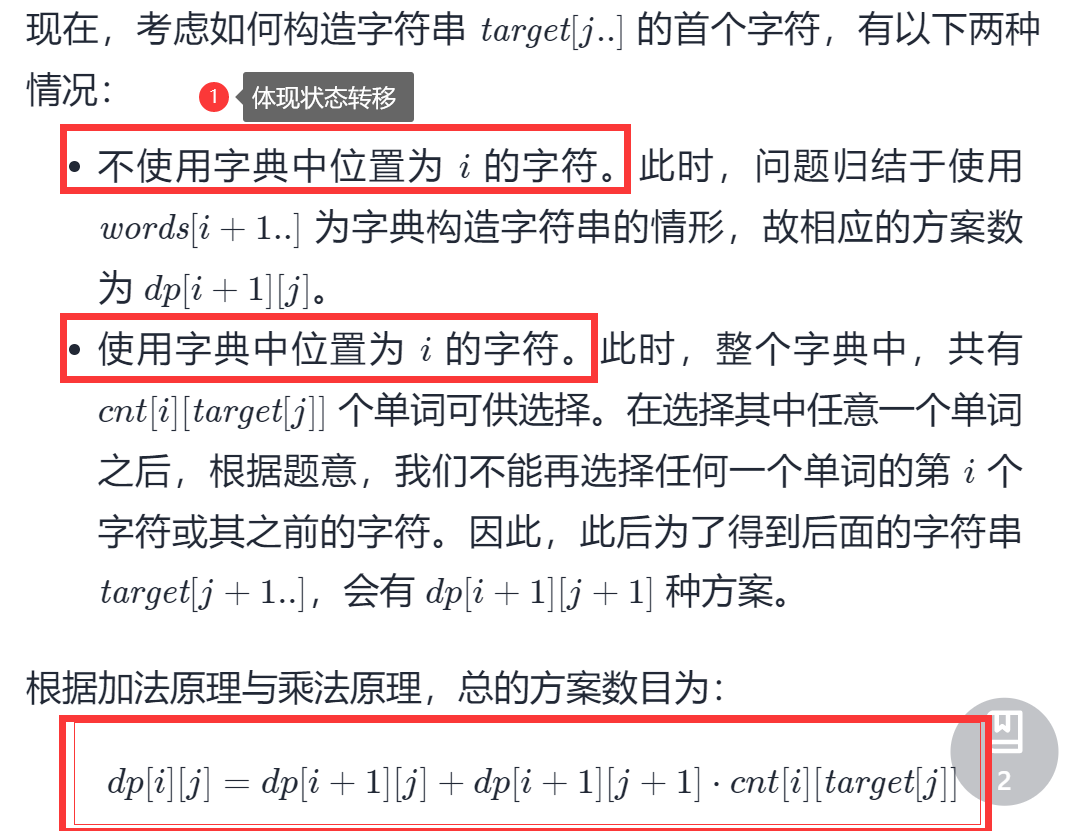 现在，考虑如何构造字符串 target[j..] 的首个字符，有以下两种
情况：
1 体现状态转移
• 不使用字典中位置为 i 的字符。此时，问题归结于使用
words[i + 1..] 为字典构造字符串的情形，故相应的方案数
为 dp[i + 1][j]。
• 使用字典中位置为 i 的字符。此时，整个字典中，共有
cnt[i][target[j]] 个单词可供选择。在选择其中任意一个单词
之后，根据题意，我们不能再选择任何一个单词的第 i 个
字符或其之前的字符。因此，此后为了得到后面的字符串
target[j + 1..]，会有 dp[i + 1][j + 1] 种方案。
根据加法原理与乘法原理，总的方案数目为：
dp[i][j] = dp[i + 1][j] + dp[i + 1][j + 1] · cnt[i][target[j]]
2